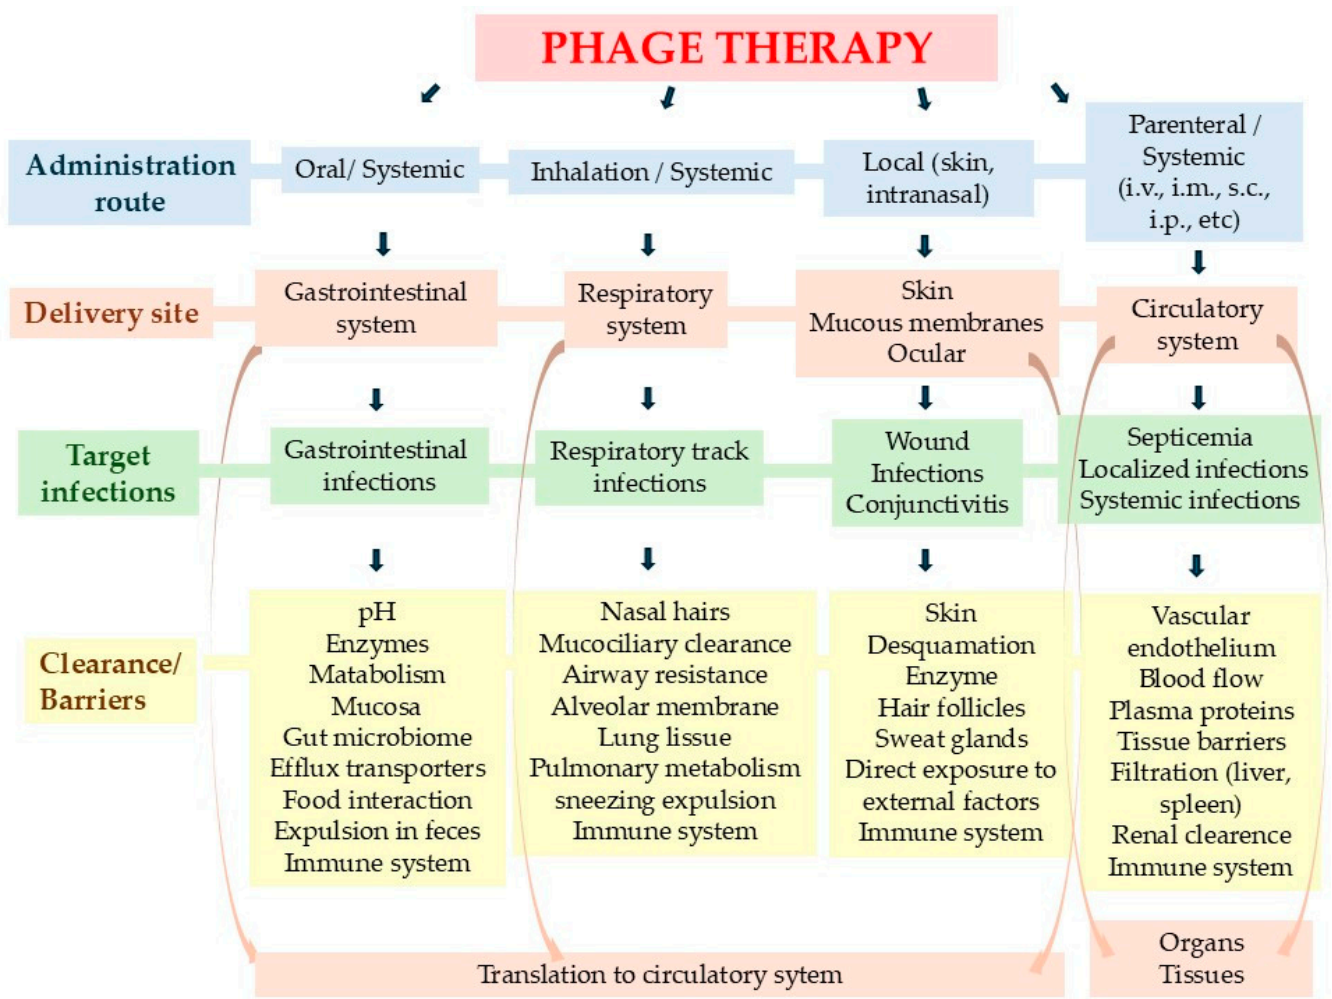 PHAGE THERAPY
Administration
route
Oral/ Systemic
Inhalation / Systemic
Local (skin,
intranasal)
Parenteral /
Systemic
(i.v., i.m., s.c.,
i.p., etc)
Delivery site
Gastrointestinal
system
Respiratory
system
Skin
Mucous membranes
Ocular
Circulatory
system
Target
infections
Gastrointestinal
infections
Respiratory track
infections
Wound
Infections
Conjunctivitis
Septicemia
Localized infections
Systemic infections
Clearance/
Barriers
pH
Enzymes
Matabolism
Mucosa
Gut microbiome
Efflux transporters
Food interaction
Expulsion in feces
Immune system
Nasal hairs
Mucociliary clearance
Airway resistance
Alveolar membrane
Lung lissue
Pulmonary metabolism
sneezing expulsion
Immune system
Skin
Desquamation
Enzyme
Hair follicles
Sweat glands
Direct exposure to
external factors
Immune system
Vascular
endothelium
Blood flow
Plasma proteins
Tissue barriers
Filtration (liver,
spleen)
Renal clearence
Immune system
Translation to circulatory sytem
Organs
Tissues